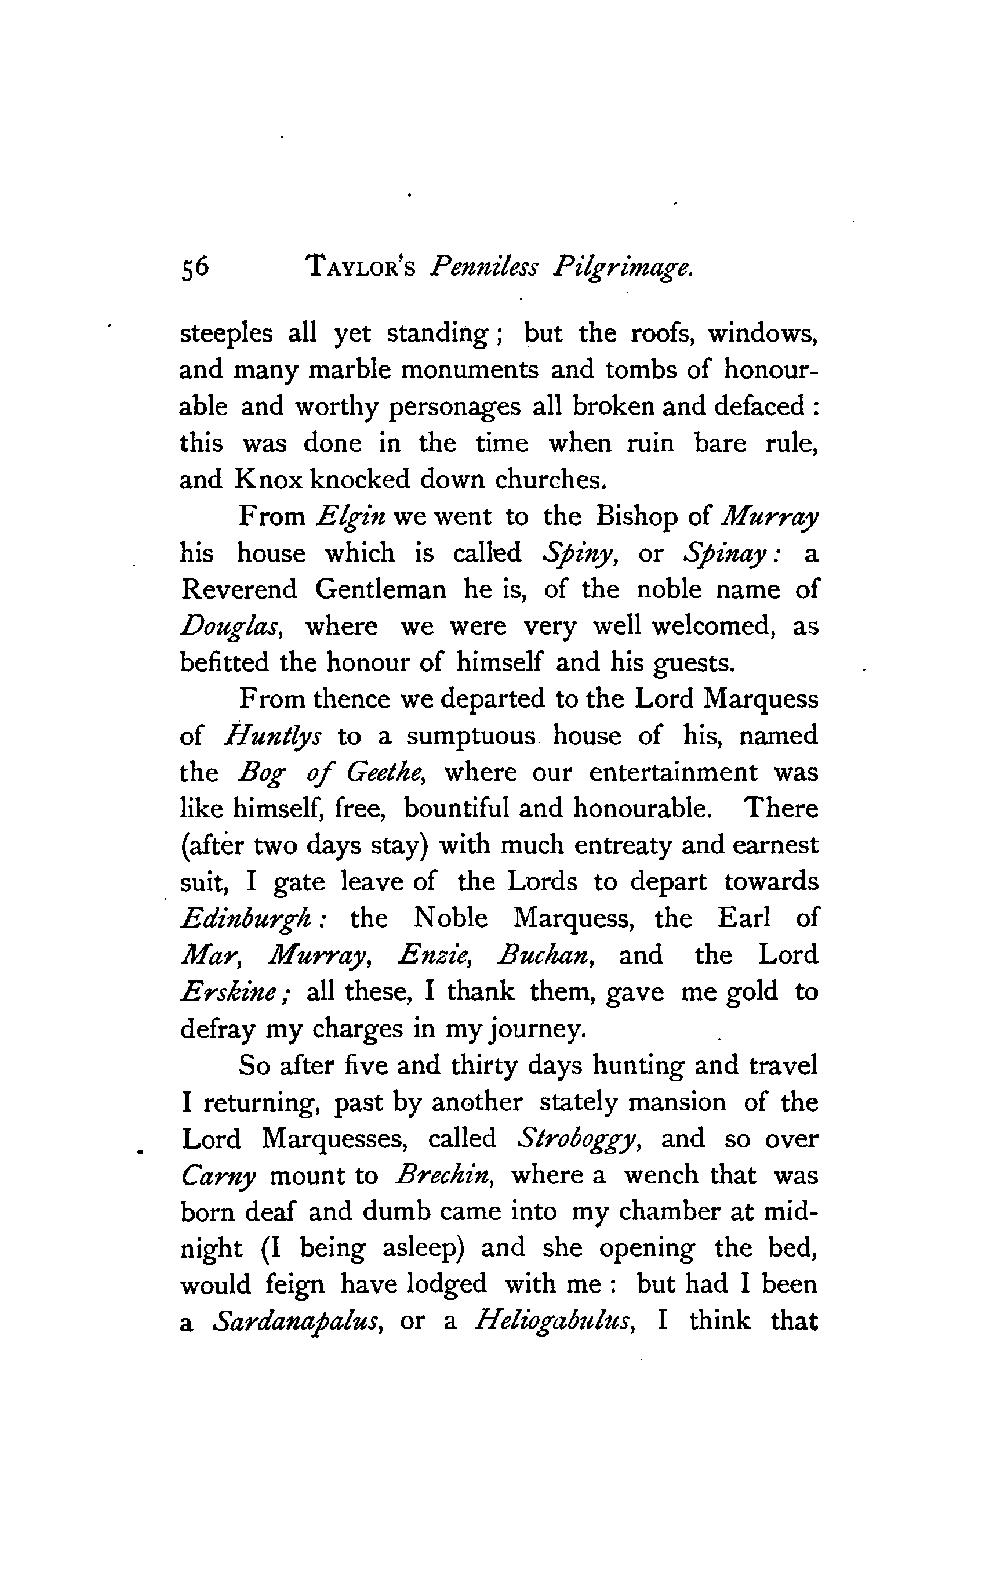 56 TAYLOR'S Penniless Pilgrimage.
steeples all yet standing ; but the roofs, windows,
and many marble monuments and tombs of honour-
able and worthy personages all broken and defaced :
this was done in the time when ruin bare rule,
and Knox knocked down churches.
From Elgin we went to the Bishop of Murray
his house which is called Spiny, or Spinay : a
Reverend Gentleman he is, of the noble name of
Douglas, where we were very well welcomed, as
befitted the honour of himself and his guests.
From thence we departed to the Lord Marquess
of Huntlys to a sumptuous house of his, named
the Bog of Geethe, where our entertainment was
like himself, free, bountiful and honourable. There
(after two days stay) with much entreaty and earnest
suit, I gate leave of the Lords to depart towards
Edinburgh : the Noble Marquess, the Earl of
Mar, Murray, Enzie, Buchan, and the Lord
Erskine ; all these, I thank them, gave me gold to
defray my charges in my journey.
So after five and thirty days hunting and travel
I returning, past by another stately mansion of the
Lord Marquesses, called Stroboggy, and so over
Carny mount to Brechin, where a wench that was
born deaf and dumb came into my chamber at mid-
night (I being asleep) and she opening the bed,
would feign have lodged with me : but had I been
a Sardanapalus, or a Heliogabulus, I think that